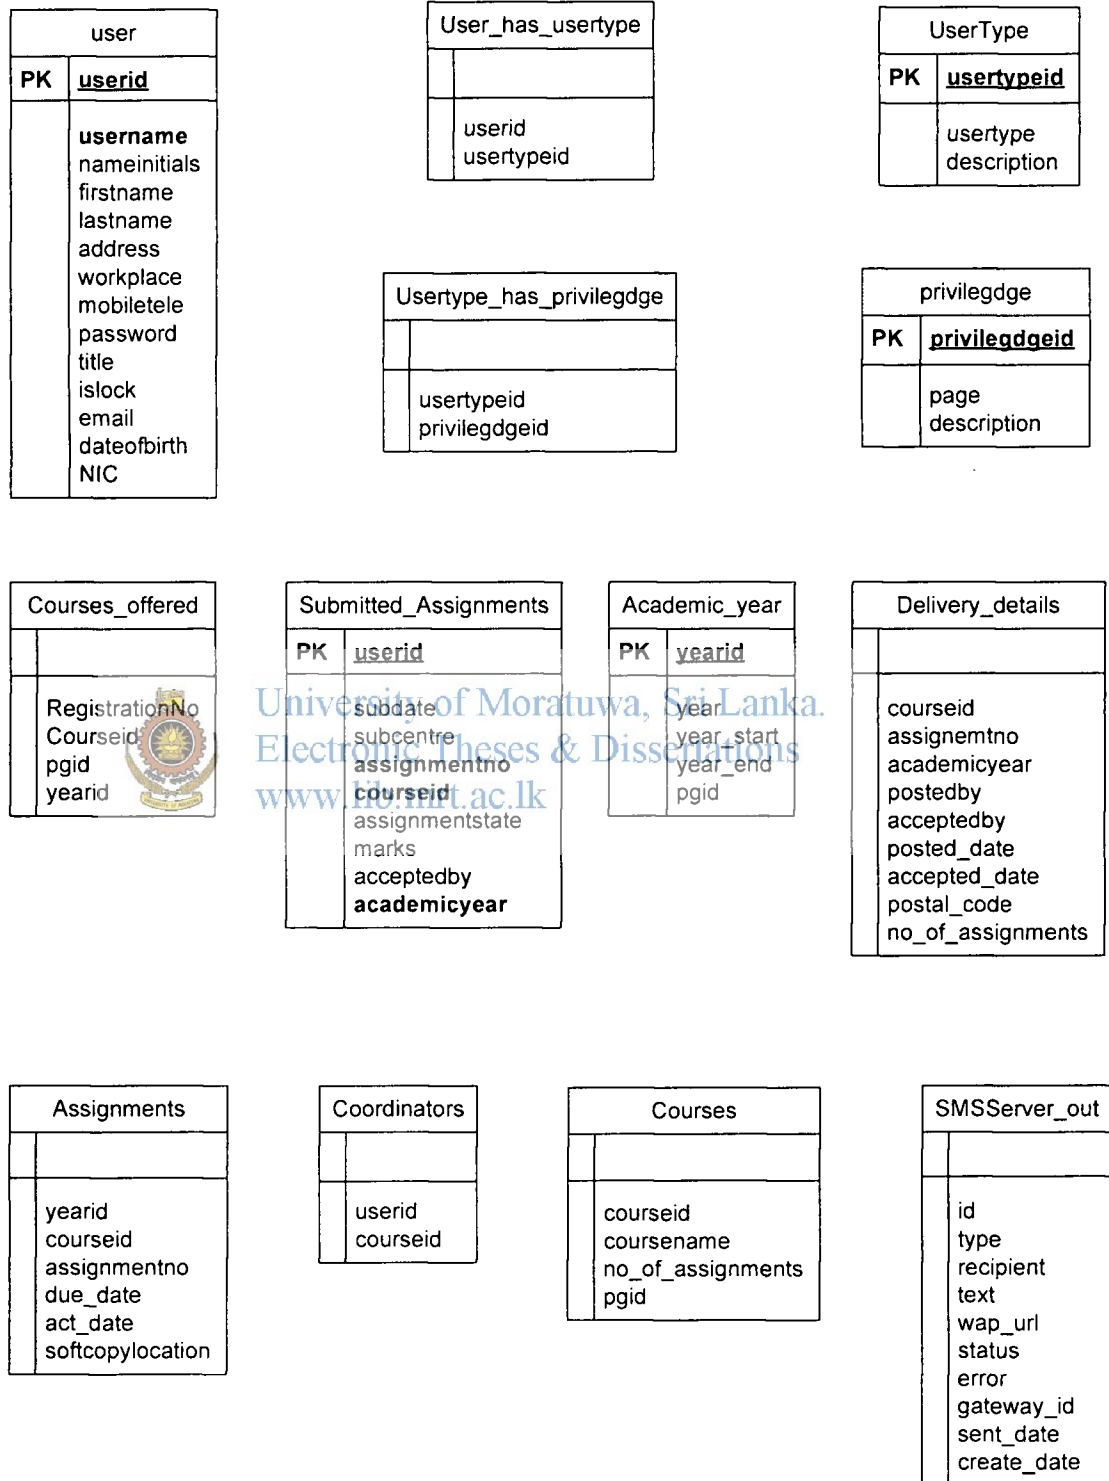 user
PK userid
username
nameinitials
firstname
lastname
address
workplace
mobiletele
password
title
islock
email
dateofbirth
NIC
User_has_usertype
userid
usertypeid
UserType
PK usertypeid
usertype
description
Usertype_has_privilegdge
usertypeid
privilegdgeid
privilegdge
PK privilegdgeid
page
description
Courses_offered
RegistrationNo
Courseid
pgid
yearid
Submitted_Assignments
PK userid
subdate
subcentre
assignmentno
courseid
assignmentstate
marks
acceptedby
academicyear
Academic_year
PK yearid
year
year_start
year_end
pgid
Delivery_details
courseid
assignemtno
academicyear
postedby
acceptedby
posted_date
accepted_date
postal_code
no_of_assignments
University of Moratuwa, Sri Lanka.
Electronic Theses & Dissertations
www.lib.mrt.ac.lk
Assignments
yearid
courseid
assignmentno
due_date
act_date
softcopylocation
Coordinators
userid
courseid
Courses
courseid
coursename
no_of_assignments
pgid
SMSServer_out
id
type
recipient
text
wap_url
status
error
gateway_id
sent_date
create_date